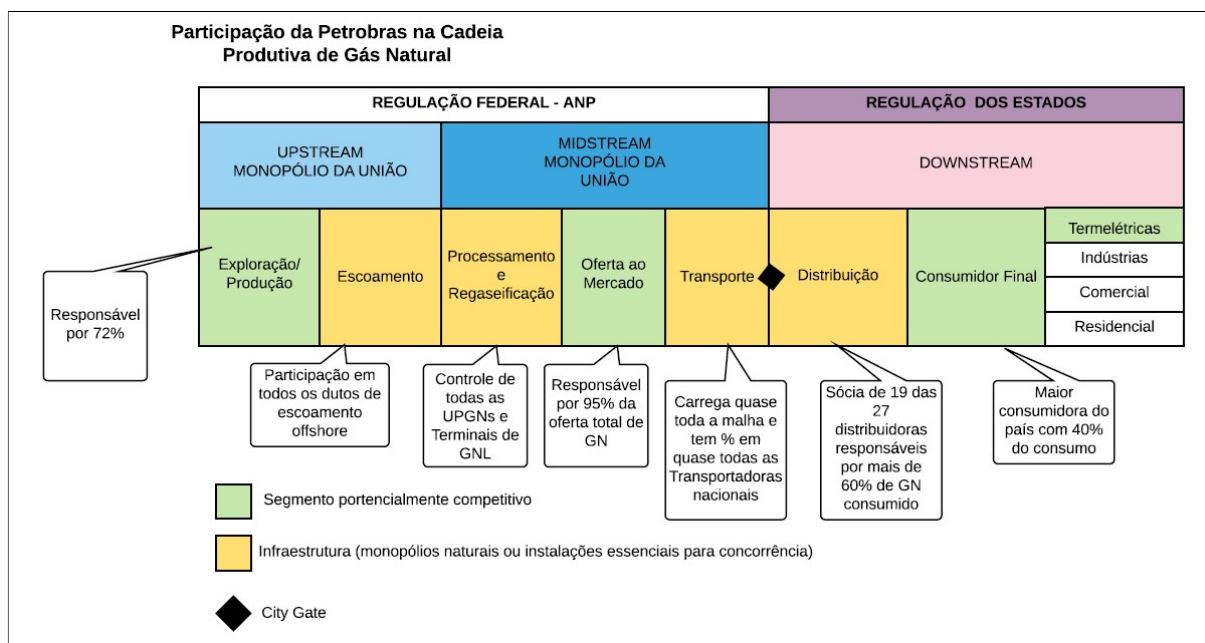 Participação da Petrobras na Cadeia
Produtiva de Gás Natural
REGULAÇÃO FEDERAL - ANP
REGULAÇÃO DOS ESTADOS
UPSTREAM
MONOPÓLIO DA UNIÃO
MIDSTREAM
MONOPÓLIO DA
UNIÃO
DOWNSTREAM
Exploração/
Produção
Escoamento
Processamento
e
Regaseificação
Oferta ao
Mercado
Transporte
Distribuição
Consumidor Final
Termelétricas
Indústrias
Comercial
Residencial
Responsável
por 72%
Participação em
todos os dutos de
escoamento
offshore
Controle de
todas as
UPGNs e
Terminais de
GNL
Responsável
por 95% da
oferta total de
GN
Carrega quase
toda a malha e
tem % em
quase todas as
Transportadoras
nacionais
Sócia de 19 das
27
distribuidoras
responsáveis
por mais de
60% de GN
consumido
Maior
consumidora do
país com 40%
do consumo
Segmento portencialmente competitivo
Infraestrutura (monopólios naturais ou instalações essenciais para concorrência)
City Gate